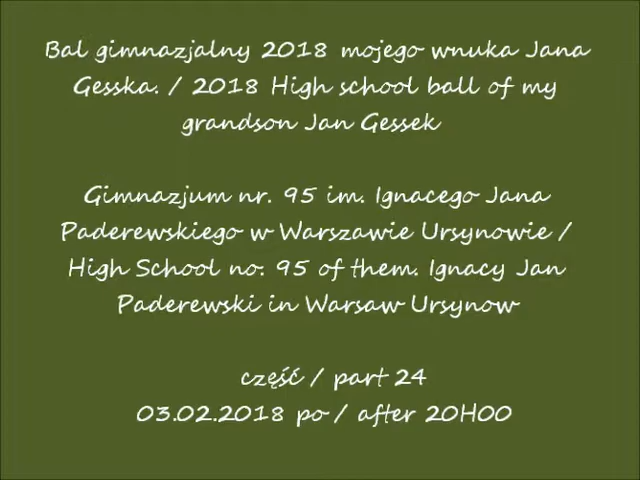 Bal gimnazjalny 2018 mojego wnuka Jana
Gesska. / 2018 High school ball of my
grandson Jan Gessek
Gimnazjum nr. 95 im. Ignacego Jana
Paderewskiego w Warszawie Ursynowie /
High School no. 95 of them. Ignacy Jan
Paderewski in Warsaw Ursynow
część / part 24
03.02.2018 po / after 20H00